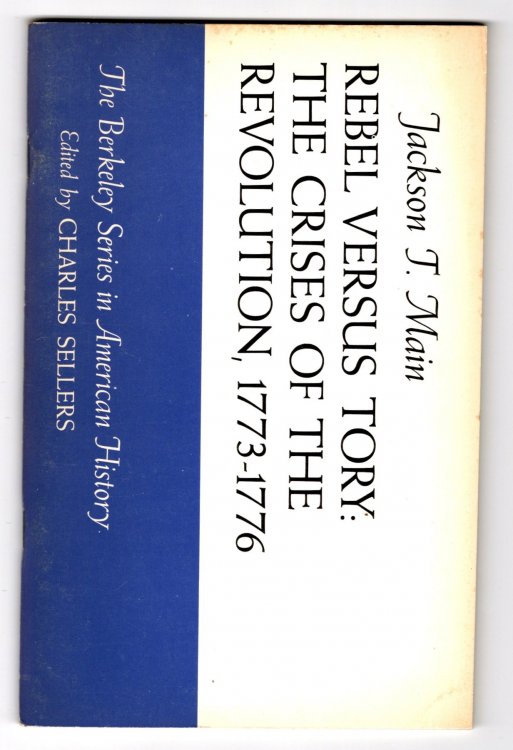 Jackson T. Main
REBEL VERSUS TORY:
THE CRISES OF THE
REVOLUTION, 1773-1776
The Berkeley Series in American History
Edited by CHARLES SELLERS